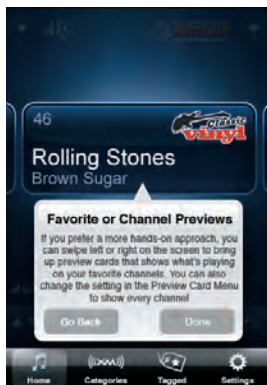 46
Classic
vinyl
Rolling Stones
Brown Sugar
Favorite or Channel Previews
If you prefer a more hands-on approach, you
can swipe left or right on the screen to bring
up preview cards that shows what's playing
on your favorite channels. You can also
change the setting in the Preview Card Menu
to show every channel
Go Back
Done
((XM))
Home
Categories
Tagged
Settings